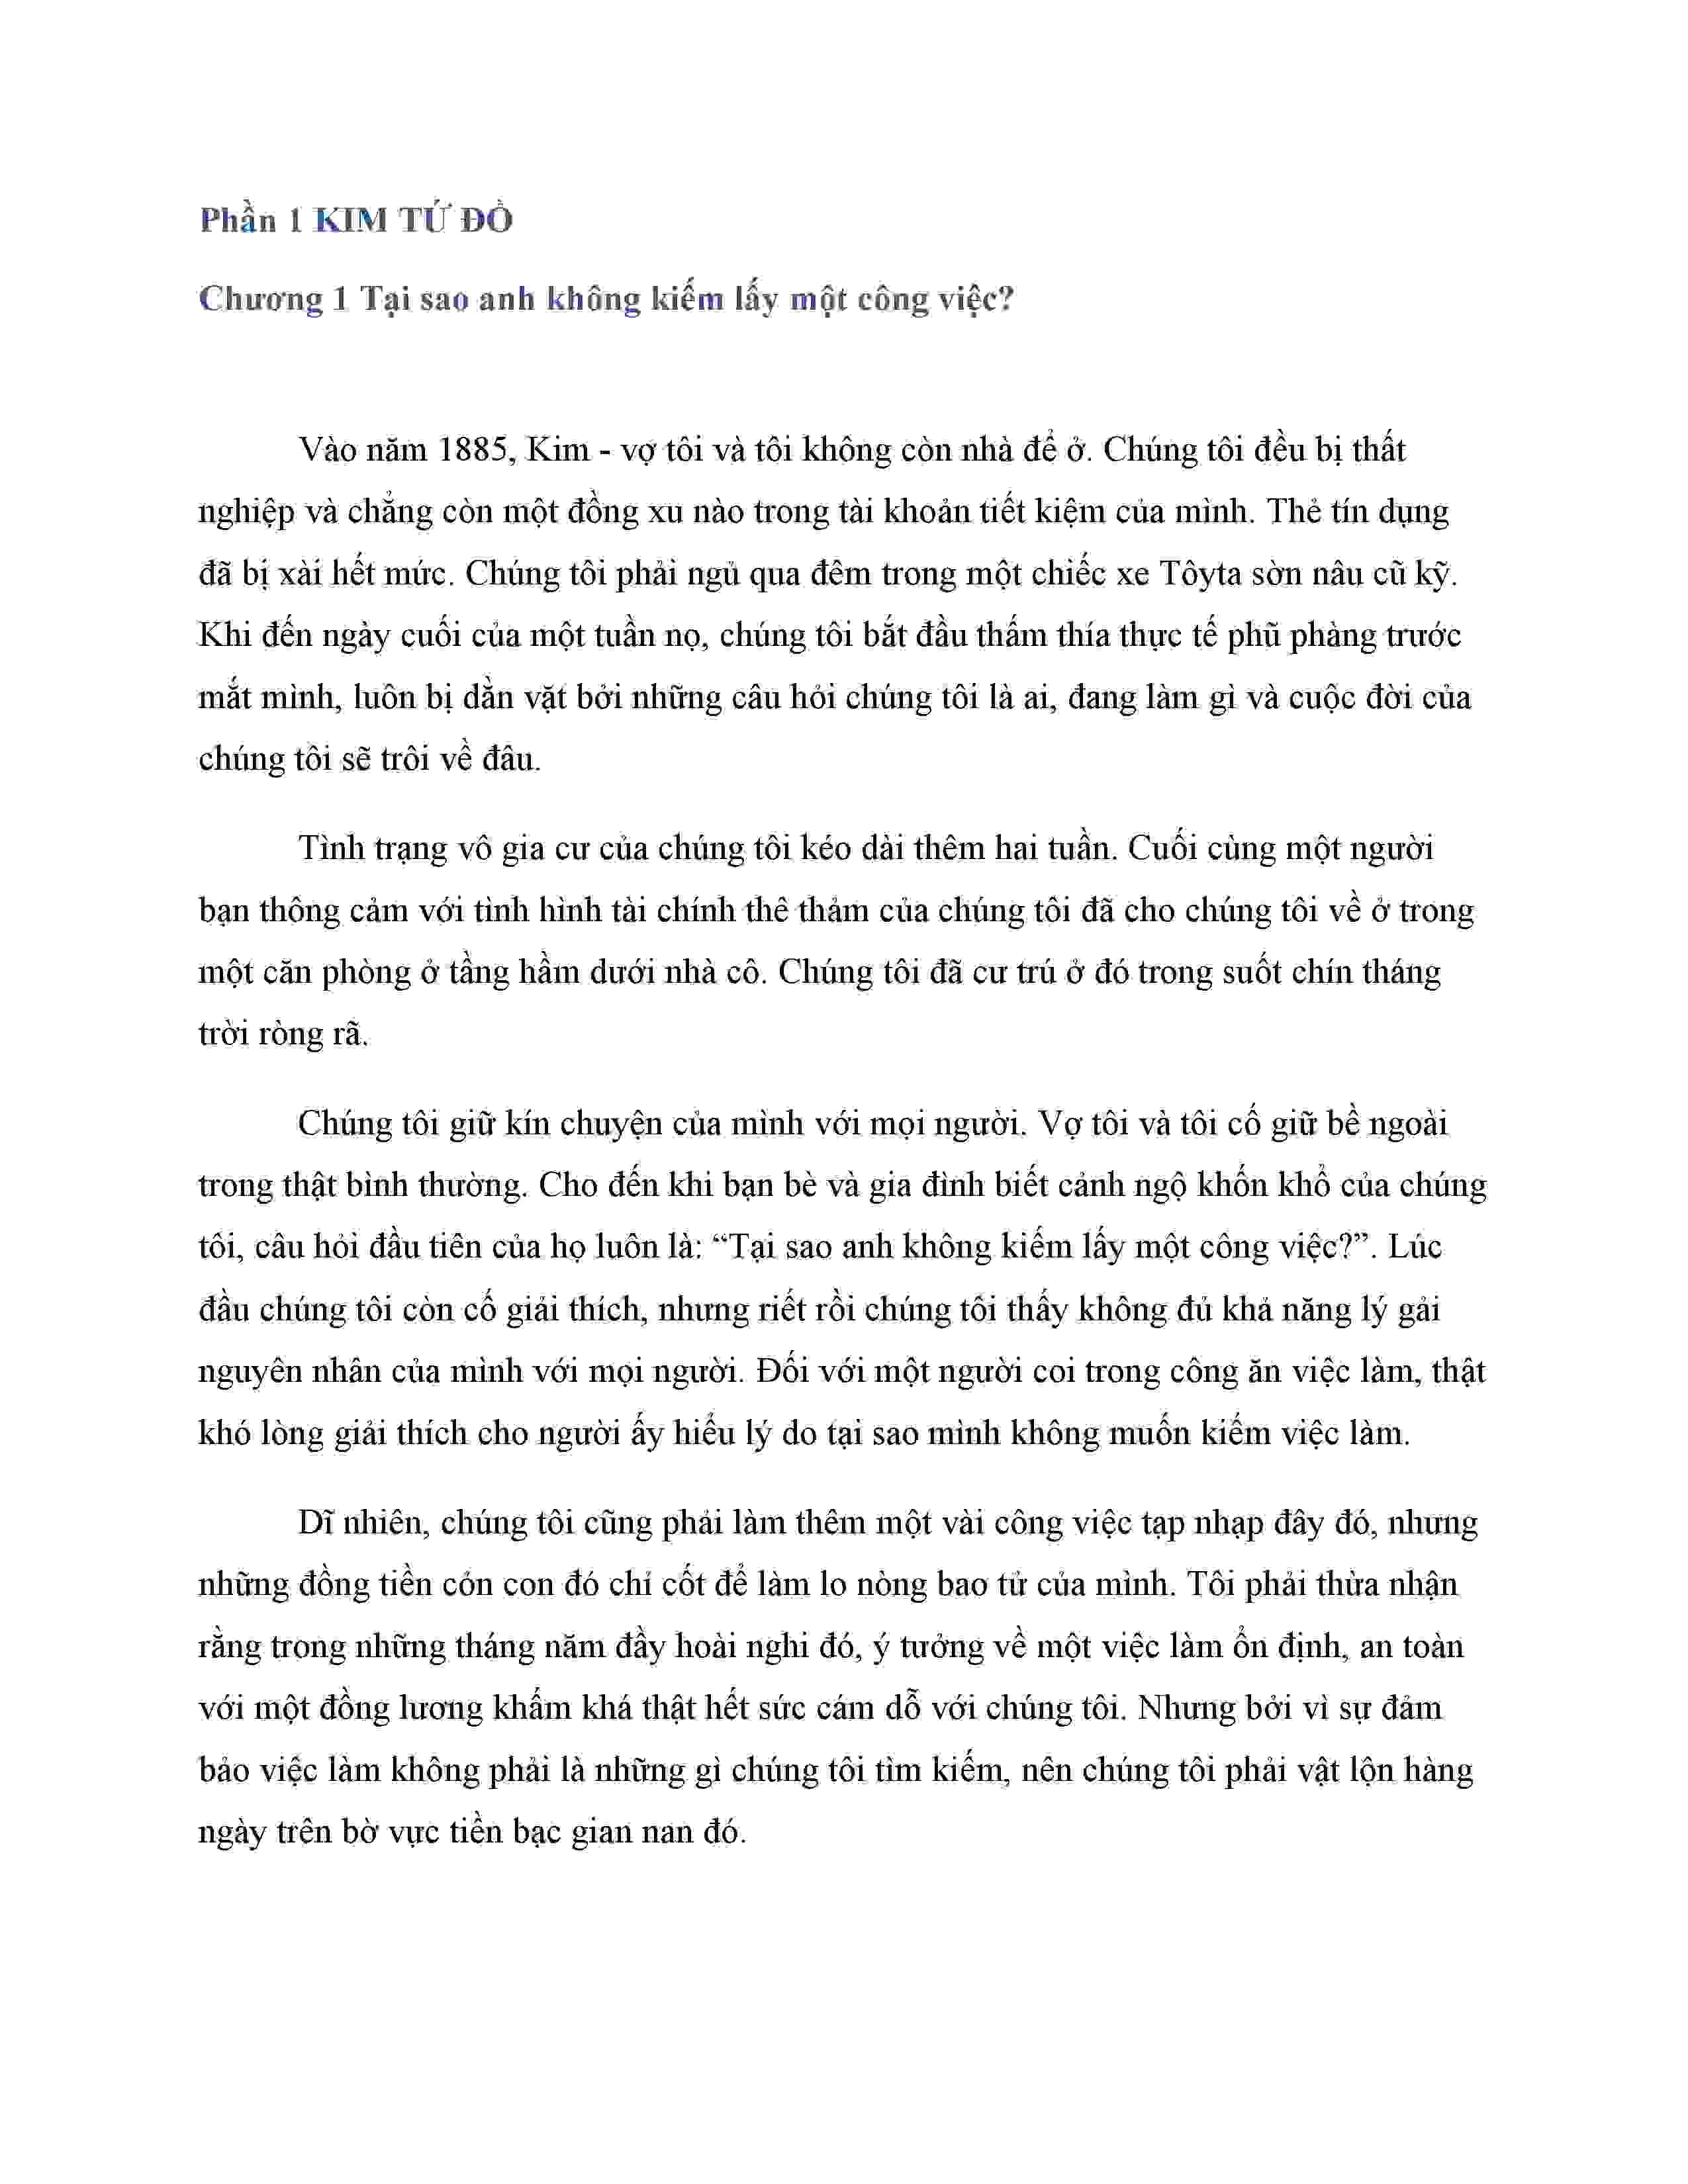 Phần 1 KIM TỨ ĐỒ
Chương 1 Tại sao anh không kiếm lấy một công việc?
Vào năm 1885, Kim - vợ tôi và tôi không còn nhà để ở. Chúng tôi đều bị thất
nghiệp và chẳng còn một đồng xu nào trong tài khoản tiết kiệm của mình. Thẻ tín dụng
đã bị xài hết mức. Chúng tôi phải ngủ qua đêm trong một chiếc xe Tôyta sờn nâu cũ kỹ.
Khi đến ngày cuối của một tuần nọ, chúng tôi bắt đầu thấm thía thực tế phũ phàng trước
mắt mình, luôn bị dằn vặt bởi những câu hỏi chúng tôi là ai, đang làm gì và cuộc đời của
chúng tôi sẽ trôi về đâu.
Tình trạng vô gia cư của chúng tôi kéo dài thêm hai tuần. Cuối cùng một người
bạn thông cảm với tình hình tài chính thê thảm của chúng tôi đã cho chúng tôi về ở trong
một căn phòng ở tầng hầm dưới nhà cô. Chúng tôi đã cư trú ở đó trong suốt chín tháng
trời ròng rã.
Chúng tôi giữ kín chuyện của mình với mọi người. Vợ tôi và tôi cố giữ bề ngoài
trong thật bình thường. Cho đến khi bạn bè và gia đình biết cảnh ngộ khốn khổ của chúng
tôi, câu hỏi đầu tiên của họ luôn là: “Tại sao anh không kiếm lấy một công việc?”. Lúc
đầu chúng tôi còn cố giải thích, nhưng riết rồi chúng tôi thấy không đủ khả năng lý gải
nguyên nhân của mình với mọi người. Đối với một người coi trong công ăn việc làm, thật
khó lòng giải thích cho người ấy hiểu lý do tại sao mình không muốn kiếm việc làm.
Dĩ nhiên, chúng tôi cũng phải làm thêm một vài công việc tạp nhạp đây đó, nhưng
những đồng tiền cỏn con đó chỉ cốt để làm lo nòng bao tử của mình. Tôi phải thừa nhận
rằng trong những tháng năm đầy hoài nghi đó, ý tưởng về một việc làm ổn định, an toàn
với một đồng lương khấm khá thật hết sức cám dỗ với chúng tôi. Nhưng bởi vì sự đảm
bảo việc làm không phải là những gì chúng tôi tìm kiếm, nên chúng tôi phải vật lộn hàng
ngày trên bờ vực tiền bạc gian nan đó.